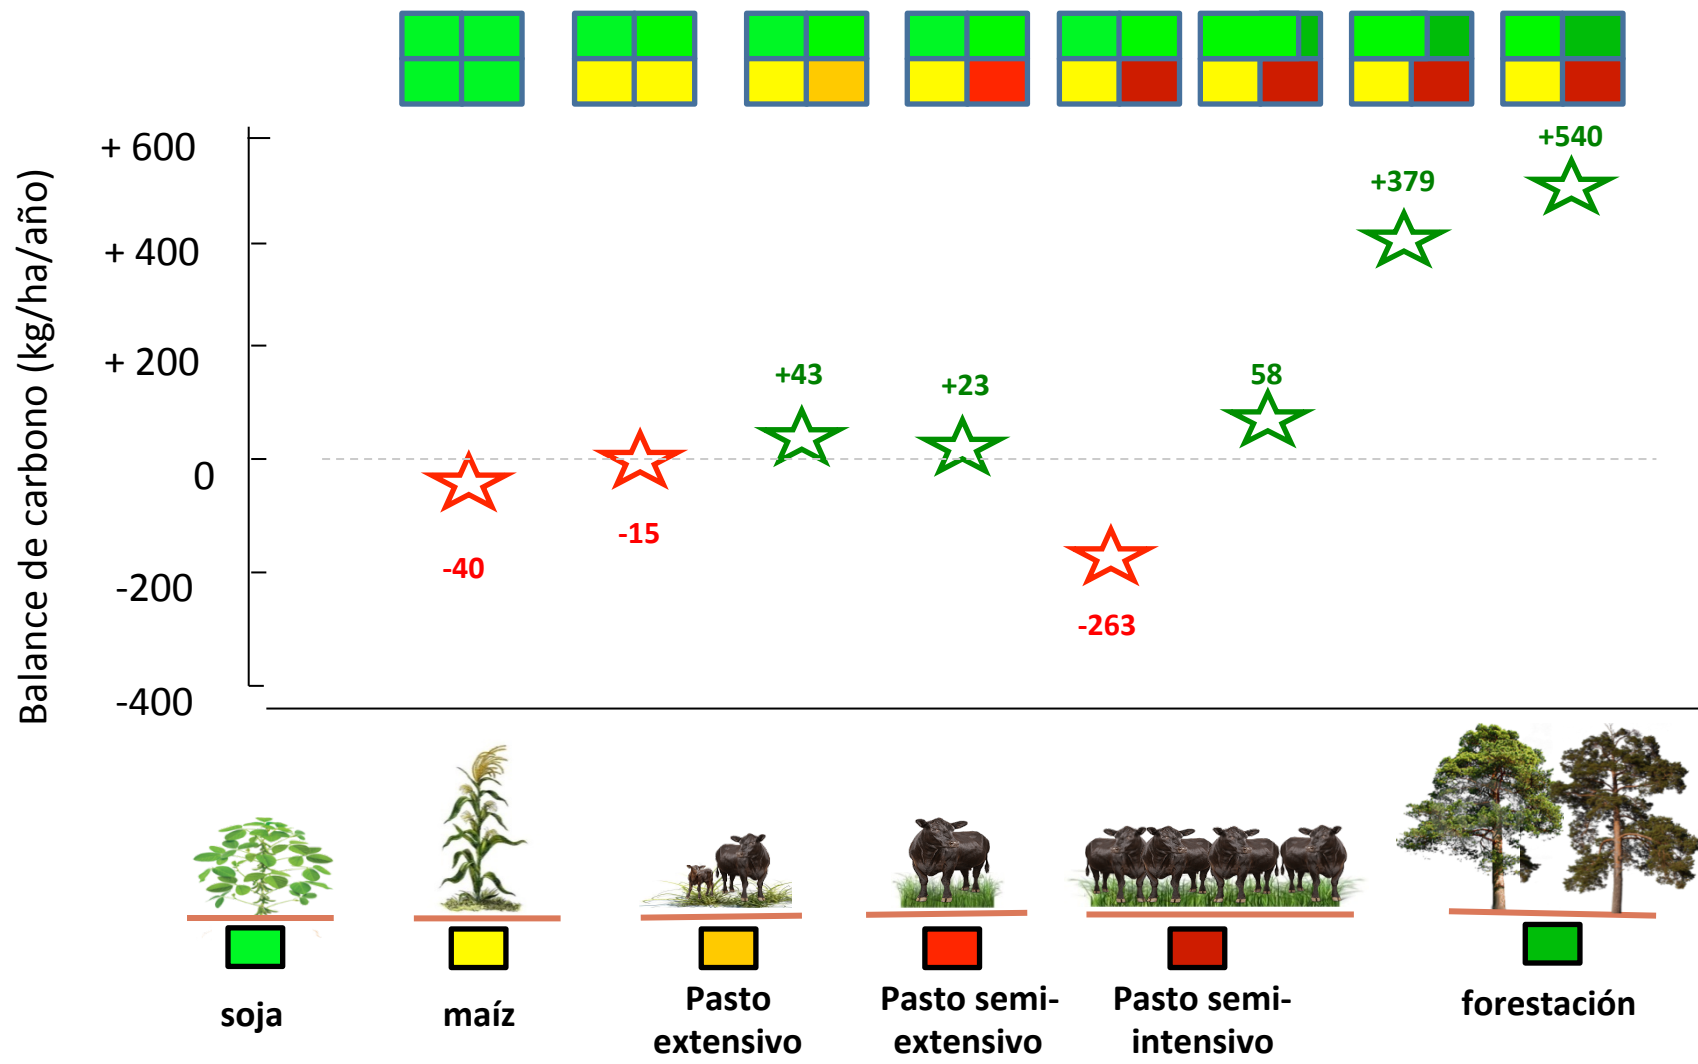 Balance de carbono (kg/ha/año)
+ 600
+ 400
+ 200
0
-200
-400
-40
-15
+43
+23
-263
58
+379
+540
soja
maíz
Pasto
extensivo
Pasto semi-
extensivo
Pasto semi-
intensivo
forestación